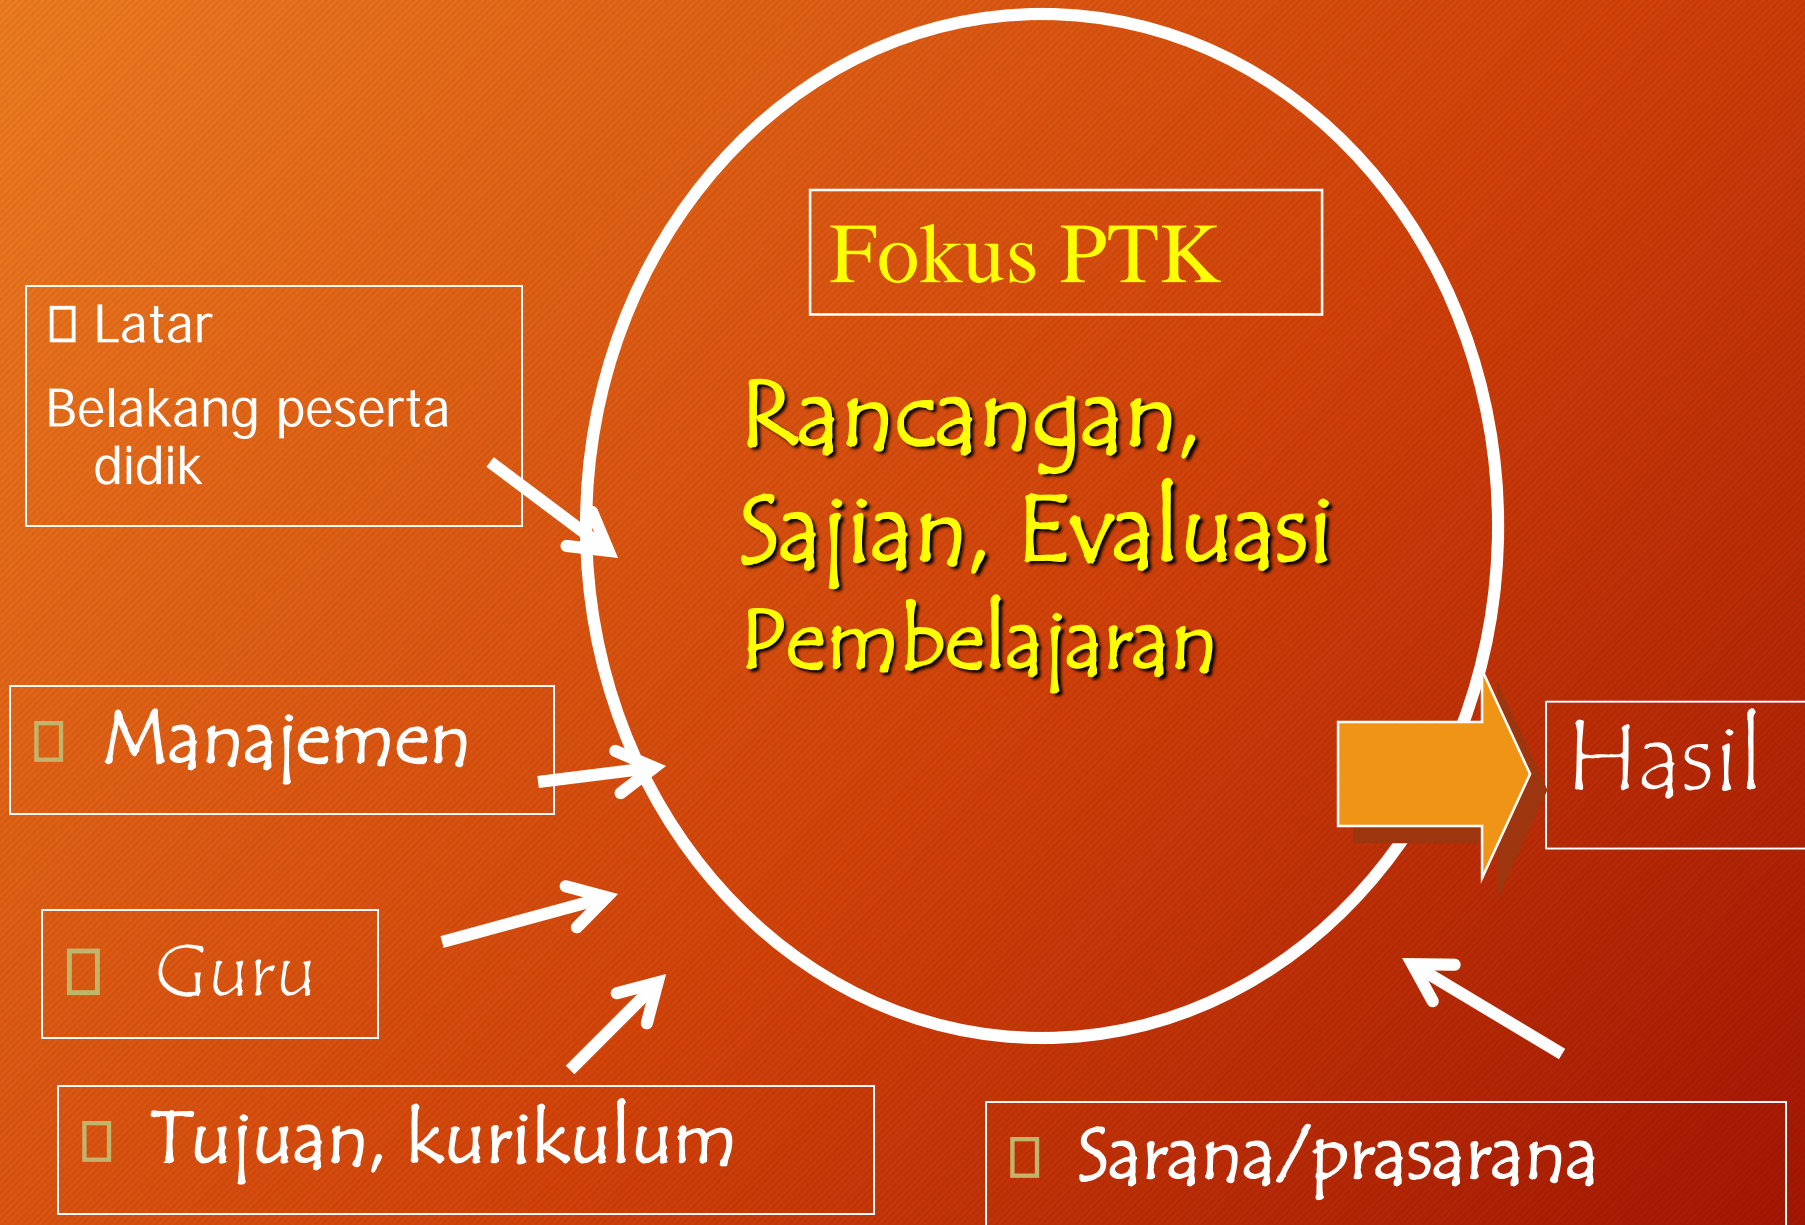 Fokus PTK
Latar
Belakang peserta
didik
Rancangan,
Sajian, Evaluasi
Pembelajaran
Manajemen
Hasil
Guru
Tujuan, kurikulum
Sarana/prasarana